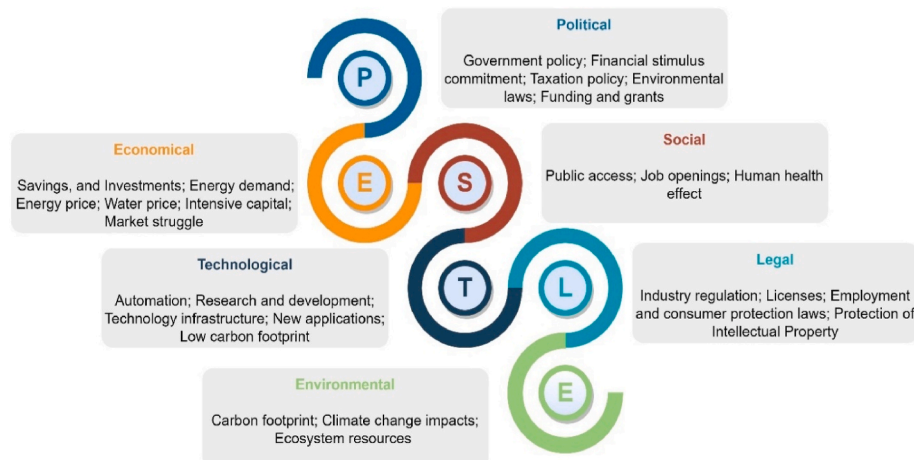 Political
Government policy; Financial stimulus
commitment; Taxation policy; Environmental
laws; Funding and grants
P
Economical
Savings, and Investments; Energy demand;
Energy price; Water price; Intensive capital;
Market struggle
E
S
Social
Public access; Job openings; Human health
effect
Technological
Automation; Research and development;
Technology infrastructure; New applications;
Low carbon footprint
T
L
Legal
Industry regulation; Licenses; Employment
and consumer protection laws; Protection of
Intellectual Property
Environmental
Carbon footprint; Climate change impacts;
Ecosystem resources
E